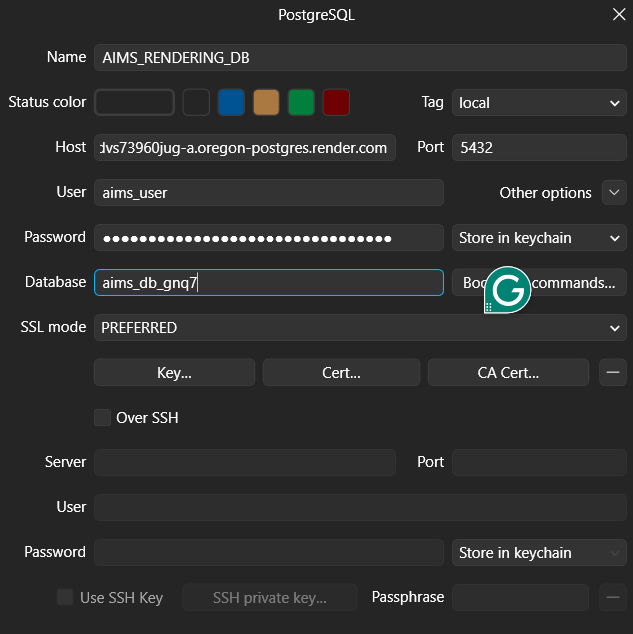 PostgreSQL
Name AIMS_RENDERING_DB
Status color Tag local
Host dvs73960jug-a.oregon-postgres.render.com Port 5432
User aims_user Other options
Password ●●●●●●●●●●●●●●●●●●●●●●●●●●●●●● Store in keychain
Database aims_db_gnq7 commands...
SSL mode PREFERRED
Key... Cert... CA Cert...
Over SSH
Server Port
User
Password Store in keychain
Use SSH Key SSH private key... Passphrase